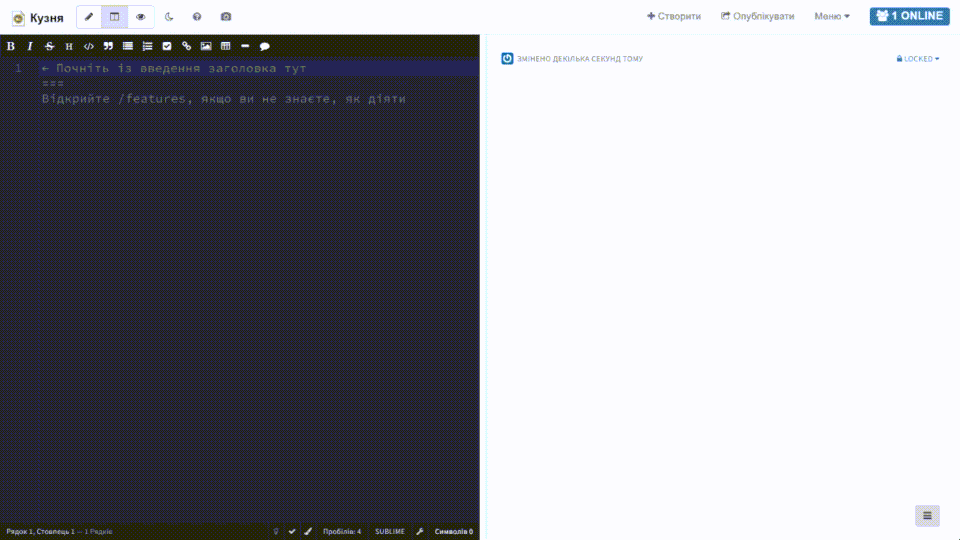 Кузня
Створити Опублікувати Меню 1 ONLINE
B I S H
ЗМІНЕНО ДЕКІЛЬКА СЕКУНД ТОМУ LOCKED
1 ← Почніть із введення заголовка тут
===
Відкрийте /features, якщо ви не знаєте, як діяти
Рядок 1, Стовпець 1 — 1 Рядків Пробілів: 4 SUBLIME Символів 0